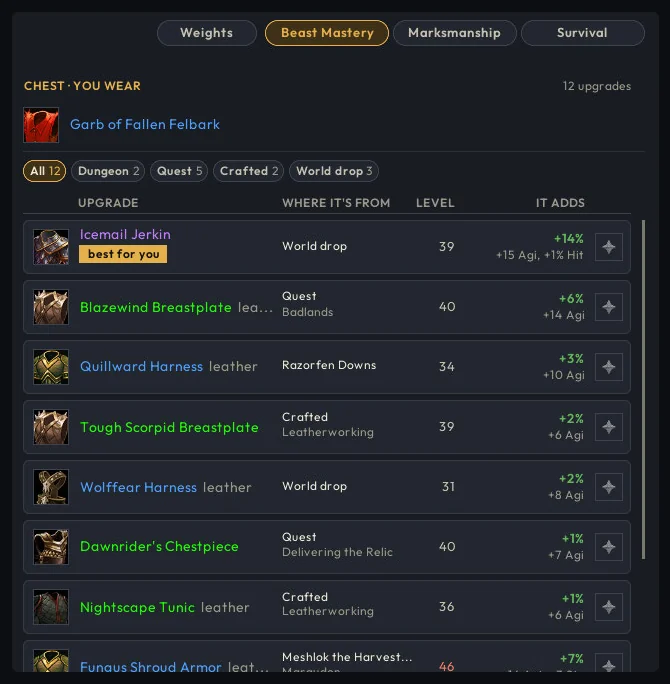 Weights Beast Mastery Marksmanship Survival
CHEST · YOU WEAR 12 upgrades
Garb of Fallen Felbark
All 12 Dungeon 2 Quest 5 Crafted 2 World drop 3
UPGRADE WHERE IT'S FROM LEVEL IT ADDS
Icemail Jerkin
best for you
World drop
39
+14%
+15 Agi, +1% Hit
Blazewind Breastplate lea...
Quest
Badlands
40
+6%
+14 Agi
Quillward Harness leather
Razorfen Downs
34
+3%
+10 Agi
Tough Scorpid Breastplate
Crafted
Leatherworking
39
+2%
+6 Agi
Wolffear Harness leather
World drop
31
+2%
+8 Agi
Dawnrider's Chestpiece
Quest
Delivering the Relic
40
+1%
+7 Agi
Nightscape Tunic leather
Crafted
Leatherworking
36
+1%
+6 Agi
Fungus Shroud Armor leat...
Meshlok the Harvest...
Maraudon
46
+7%